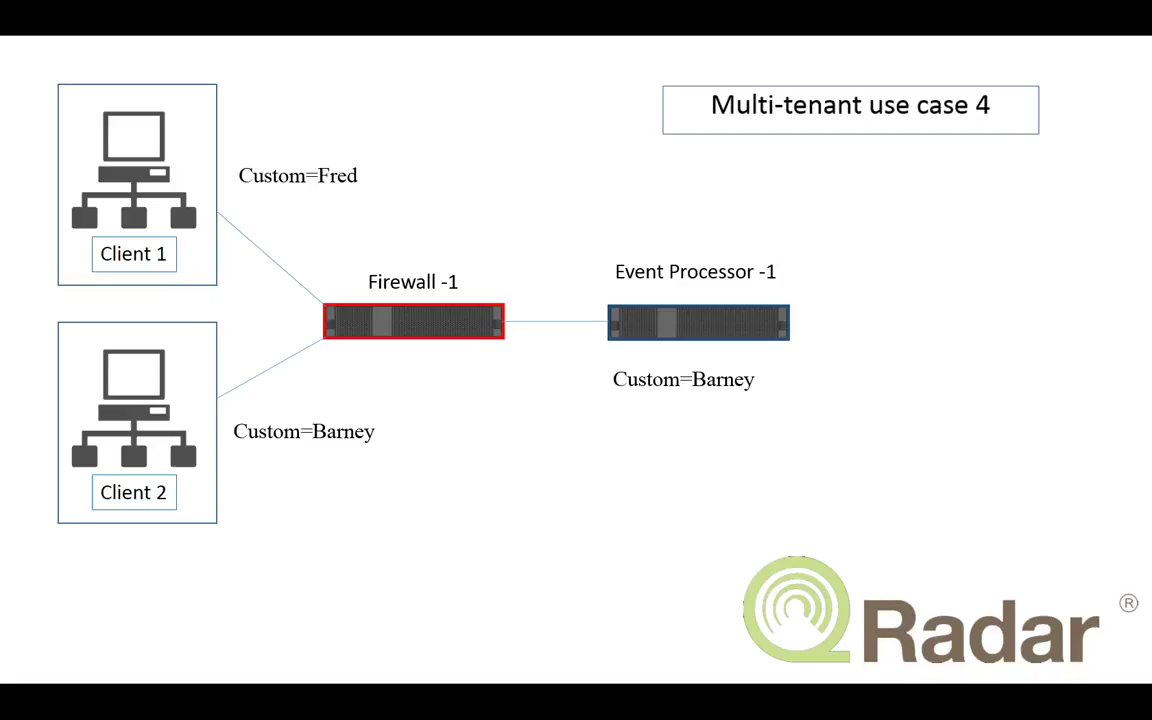 Multi-tenant use case 4
Custom=Fred
Client 1
Firewall -1
Event Processor -1
Custom=Barney
Custom=Barney
Client 2
QRadar ®